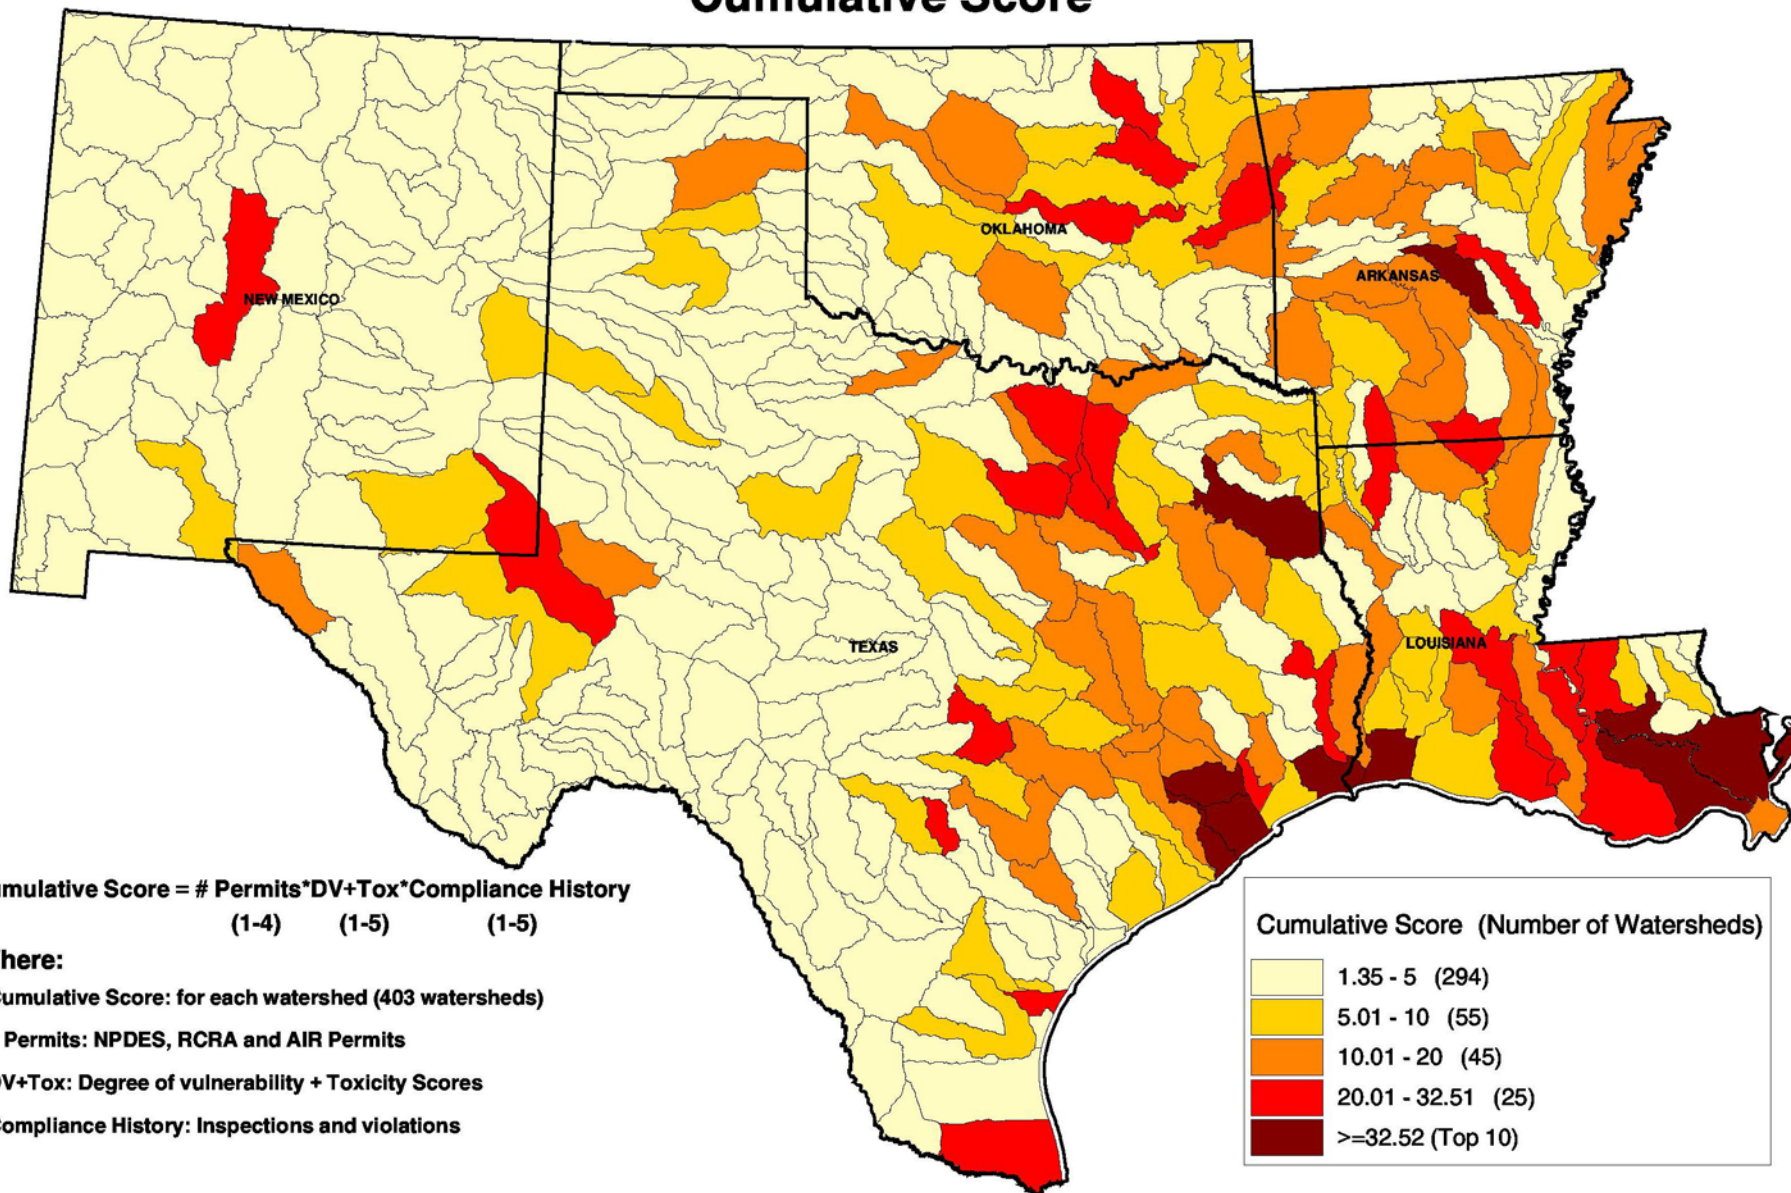 Cumulative Score
NEW MEXICO
OKLAHOMA
ARKANSAS
TEXAS
LOUISIANA
umulative Score = # Permits*DV+Tox*Compliance History
(1-4) (1-5) (1-5)
here:
Cumulative Score: for each watershed (403 watersheds)
Permits: NPDES, RCRA and AIR Permits
DV+Tox: Degree of vulnerability + Toxicity Scores
Compliance History: Inspections and violations
Cumulative Score (Number of Watersheds)
1.35 - 5 (294)
5.01 - 10 (55)
10.01 - 20 (45)
20.01 - 32.51 (25)
>=32.52 (Top 10)